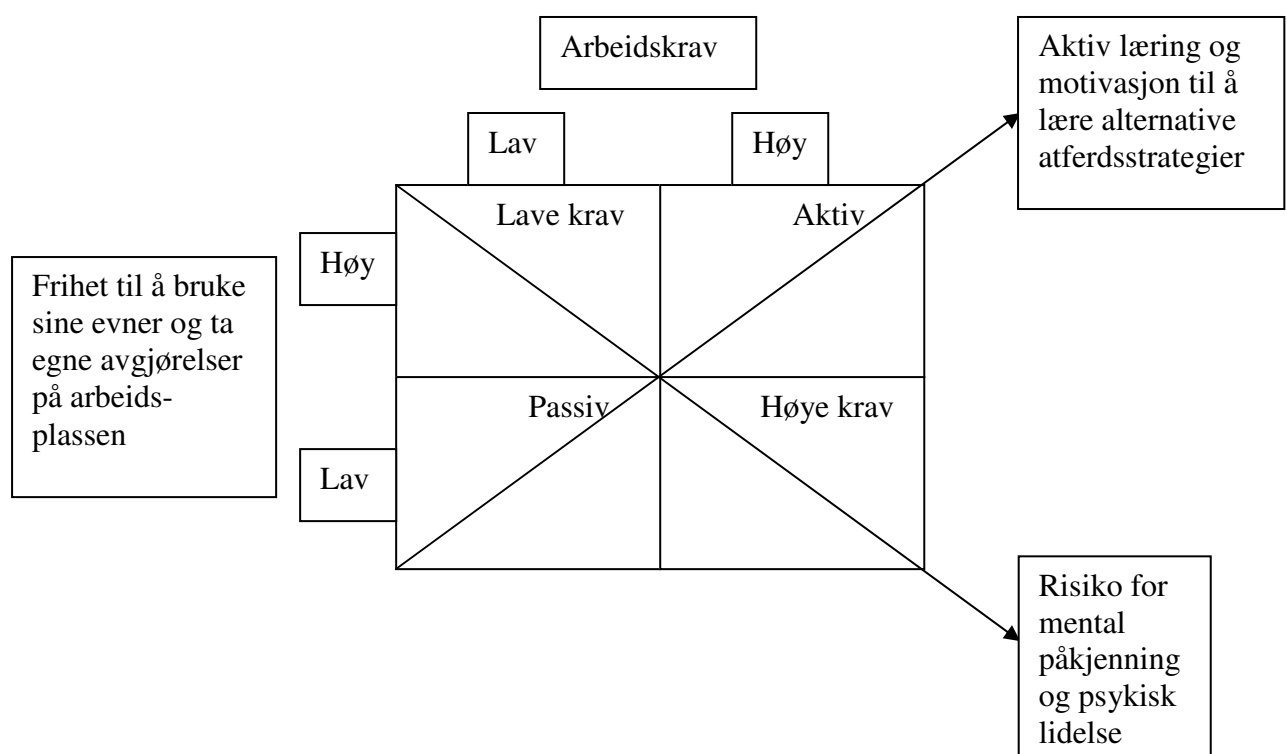 Arbeidskrav
Aktiv læring og
motivasjon til å
lære alternative
atferdsstrategier
Lav
Høy
Lave krav
Aktiv
Høy
Frihet til å bruke
sine evner og ta
egne avgjørelser
på arbeids-
plassen
Passiv
Høye krav
Lav
Risiko for
mental
påkjenning
og psykisk
lidelse